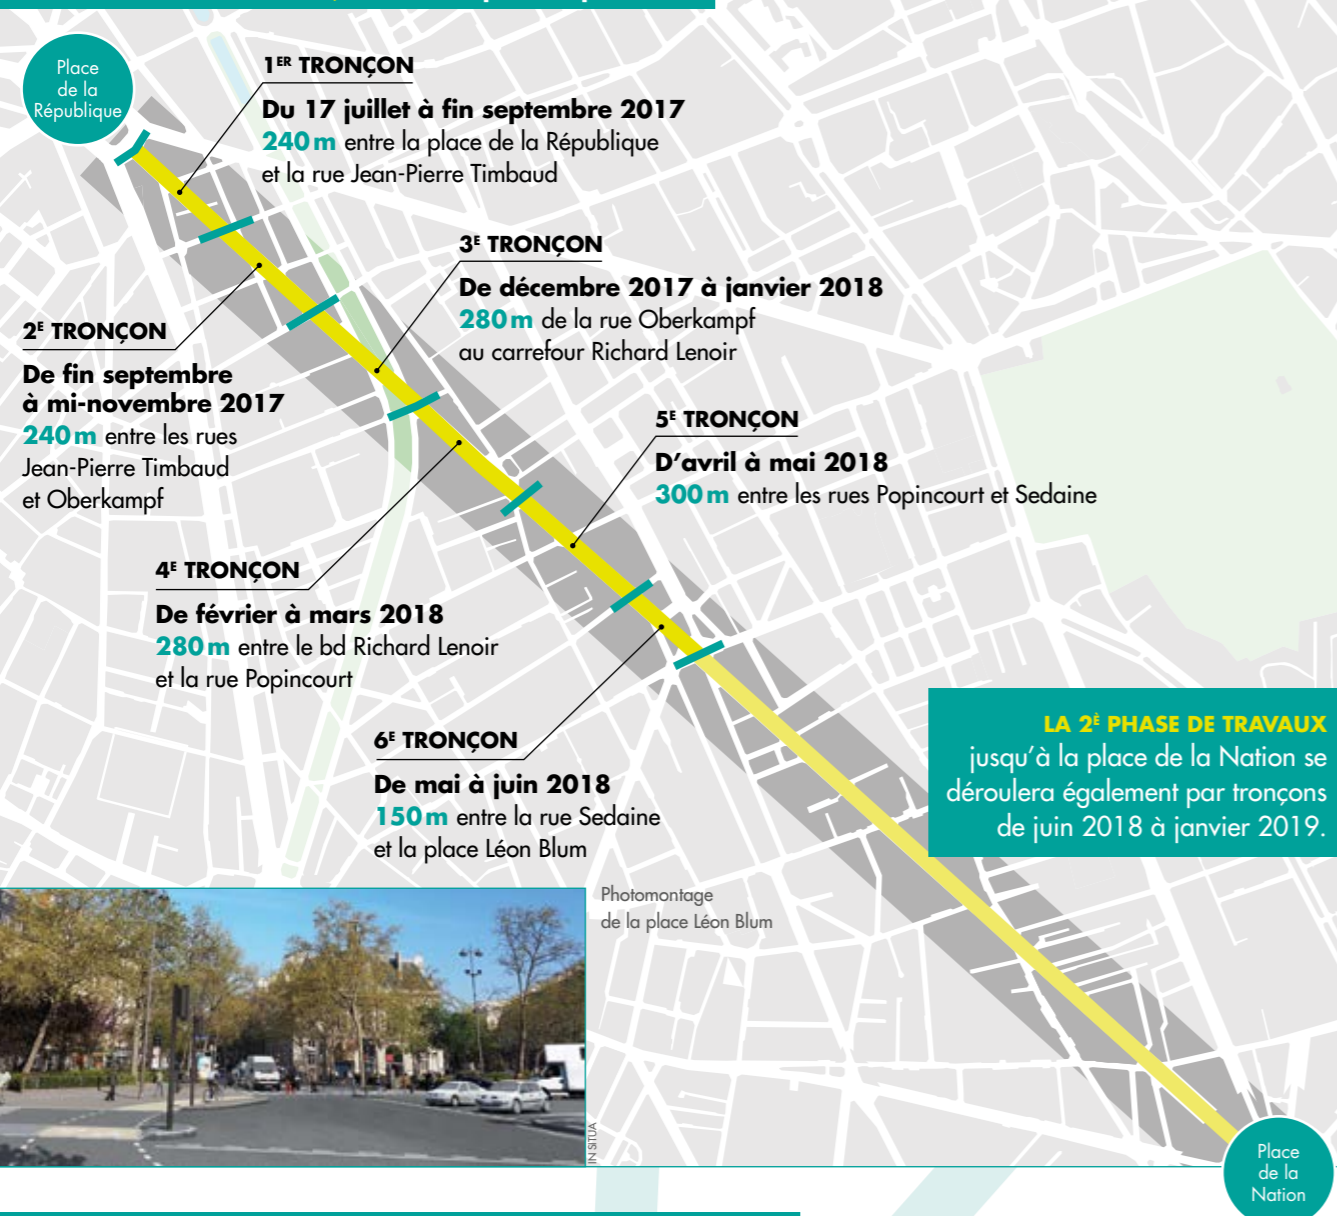 Place
de la
République
1ER TRONÇON
Du 17 juillet à fin septembre 2017
240 m entre la place de la République
et la rue Jean-Pierre Timbaud
2E TRONÇON
De fin septembre
à mi-novembre 2017
240 m entre les rues
Jean-Pierre Timbaud
et Oberkampf
3E TRONÇON
De décembre 2017 à janvier 2018
280 m de la rue Oberkampf
au carrefour Richard Lenoir
4E TRONÇON
De février à mars 2018
280 m entre le bd Richard Lenoir
et la rue Popincourt
5E TRONÇON
D’avril à mai 2018
300 m entre les rues Popincourt et Sedaine
6E TRONÇON
De mai à juin 2018
150 m entre la rue Sedaine
et la place Léon Blum
LA 2È PHASE DE TRAVAUX
jusqu’à la place de la Nation se
déroulera également par tronçons
de juin 2018 à janvier 2019.
Photomontage
de la place Léon Blum
IN SITUA
Place
de la
Nation